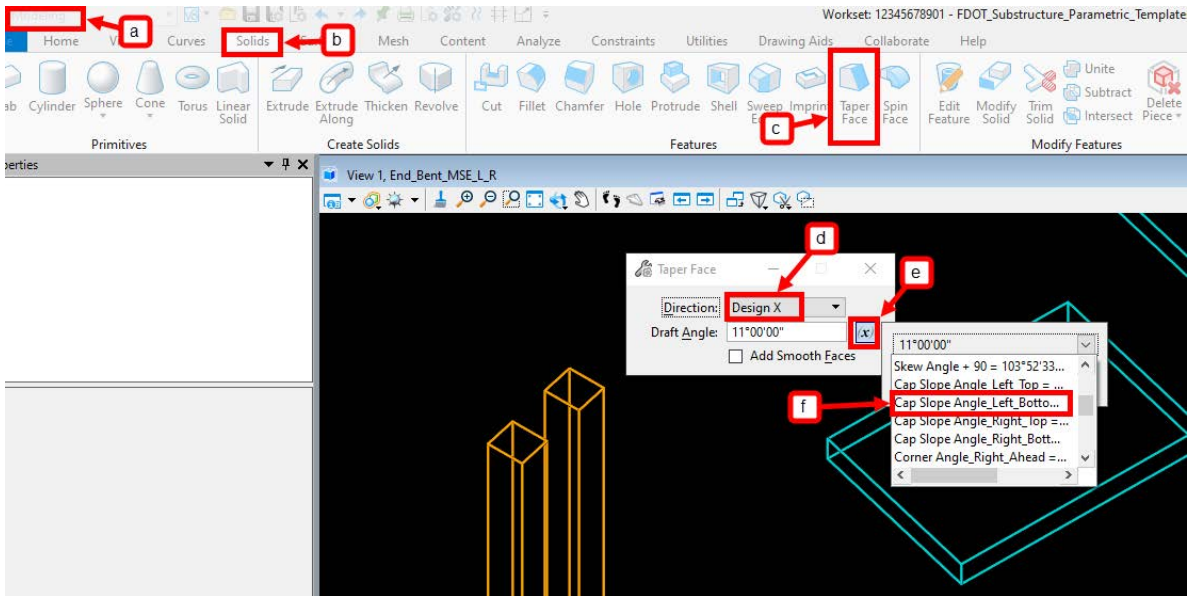 Modeling
a
Workset: 12345678901 - FDOT_Substructure_Parametric_Template
Home Curves Solids b Mesh Content Analyze Constraints Utilities Drawing Aids Collaborate Help
Cylinder Sphere Cone Torus Linear Solid
Extrude Extrude Along Thicken Revolve
Cut Fillet Chamfer Hole Protrude Shell Sweep Imprint Taper Face Spin Face
c
Edit Feature Modify Solid Trim Solid
Unite
Subtract
Intersect
Delete Piece
Primitives Create Solids Features Modify Features
View 1, End_Bent_MSE_L_R
d
Taper Face
e
Direction: Design X
Draft Angle: 11°00'00" (x)
Add Smooth Faces
11°00'00"
Skew Angle + 90 = 103°52'33...
Cap Slope Angle_Left_Top = ...
f
Cap Slope Angle_Left_Botto...
Cap Slope Angle_Right_Top =...
Cap Slope Angle_Right_Bott...
Corner Angle_Right_Ahead =...